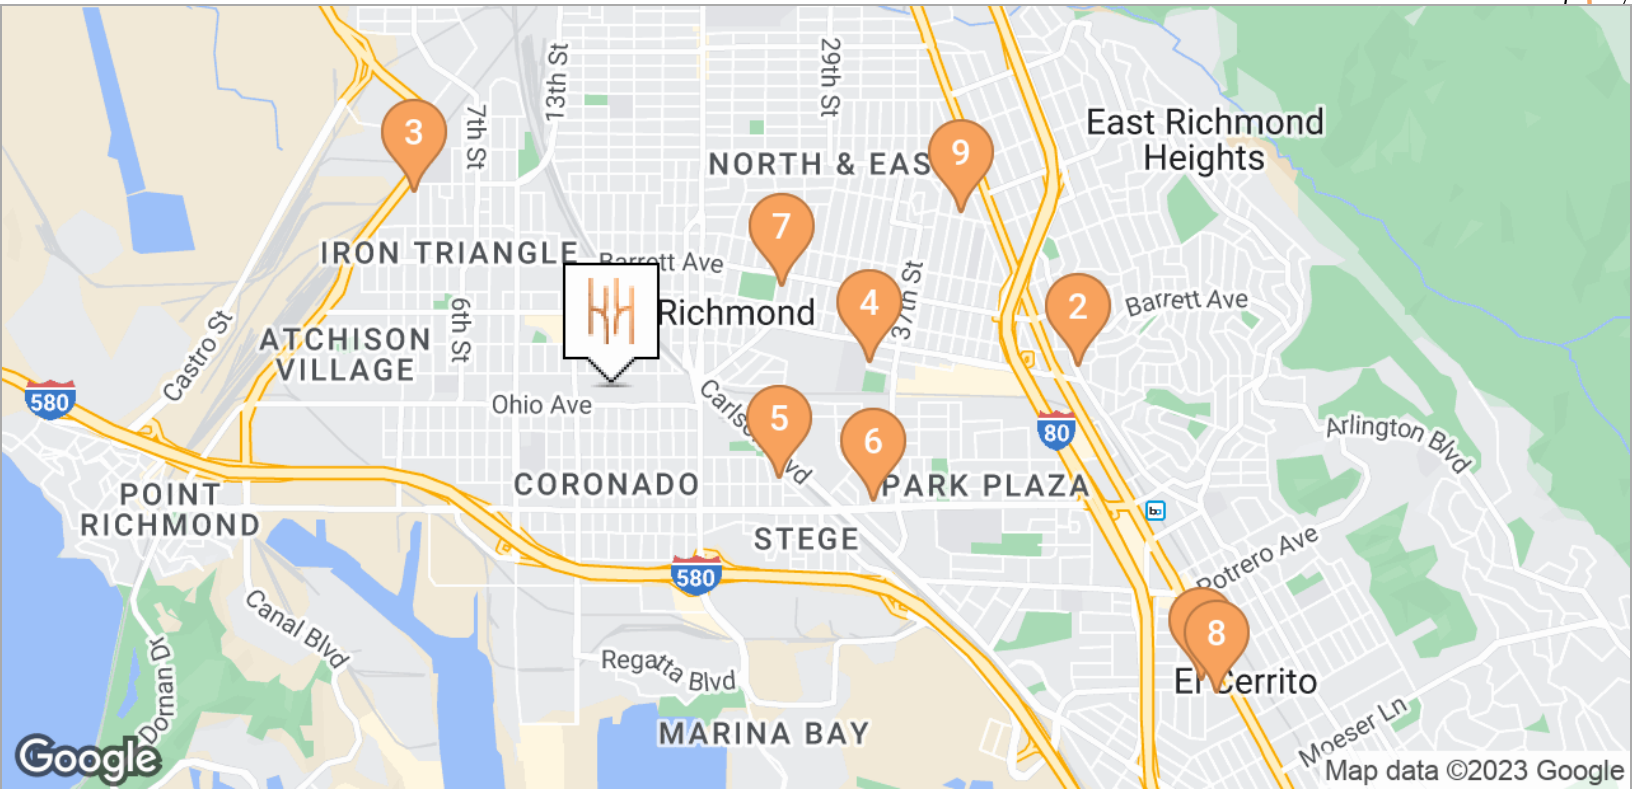 29th St
13th St
7th St
3
East Richmond
Heights
9
NORTH & EAS
7
IRON TRIANGLE
Barrett Ave
37th St
4
2
Barrett Ave
Richmond
6th St
Castro St
ATCHISON
VILLAGE
580
Ohio Ave
Carlson Blvd
5
6
80
Arlington Blvd
CORONADO
PARK PLAZA
POINT
RICHMOND
STEGE
580
Potrero Ave
Canal Blvd
8
El Cerrito
Regatta Blvd
Dornan Dr
MARINA BAY
Moeser Ln
Google
Map data ©2023 Google